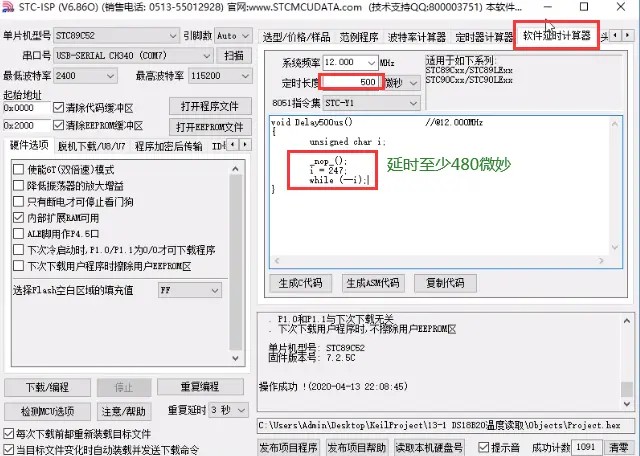 STC-ISP (V6.86O) (销售电话: 0513-55012928) 官网:www.STCMCUDATA.com (技术支持QQ:800003751) 本软件...
单片机型号 STC89C52 引脚数 Auto
串口号 USB-SERIAL CH340 (COM7) 扫描
最低波特率 2400 最高波特率 115200
起始地址
0x0000 清除代码缓冲区 打开程序文件
0x2000 清除EEPROM缓冲区 打开EEPROM文件
硬件选项 脱机下载/U8/U7 程序加密后传输
使能6T(双倍速)模式
降低振荡器的放大增益
只有断电才可停止看门狗
内部扩展RAM可用
ALE脚用作P4.5口
下次冷启动时,P1.0/P1.1为0/0才可下载程序
下次下载用户程序时擦除用户EEPROM区
选择Flash空白区域的填充值 FF
下载/编程 停止 重复编程
检测MCU选项 注意/帮助 重复延时 3 秒
每次下载前都重新装载目标文件
当目标文件变化时自动装载并发送下载命令
选型/价格/样品 范例程序 波特率计算器 定时器计算器 软件延时计算器 头
系统频率 12.000 MHz
定时长度 500 微秒
8051指令集 STC-Y1
适用于如下系列:
STC89Cxx/STC89LExx
STC90Cxx/STC90LExx
void Delay500us() //@12.000MHz
{
unsigned char i;
_nop_();
i = 247;
while (--i);
}
延时至少480微妙
生成C代码 生成ASM代码 复制代码
. P1.0和P1.1与下次下载无关
. 下次下载用户程序时,不擦除用户EEPROM区
单片机型号: STC89C52
固件版本号: 7.2.5C
操作成功 !(2020-04-13 22:08:45)
C:\Users\Admin\Desktop\KeilProject\13-1 DS18B20温度读取\Objects\Project.hex
发布项目程序 发布项目帮助 读取本机硬盘号 提示音 成功计数 1091 清零